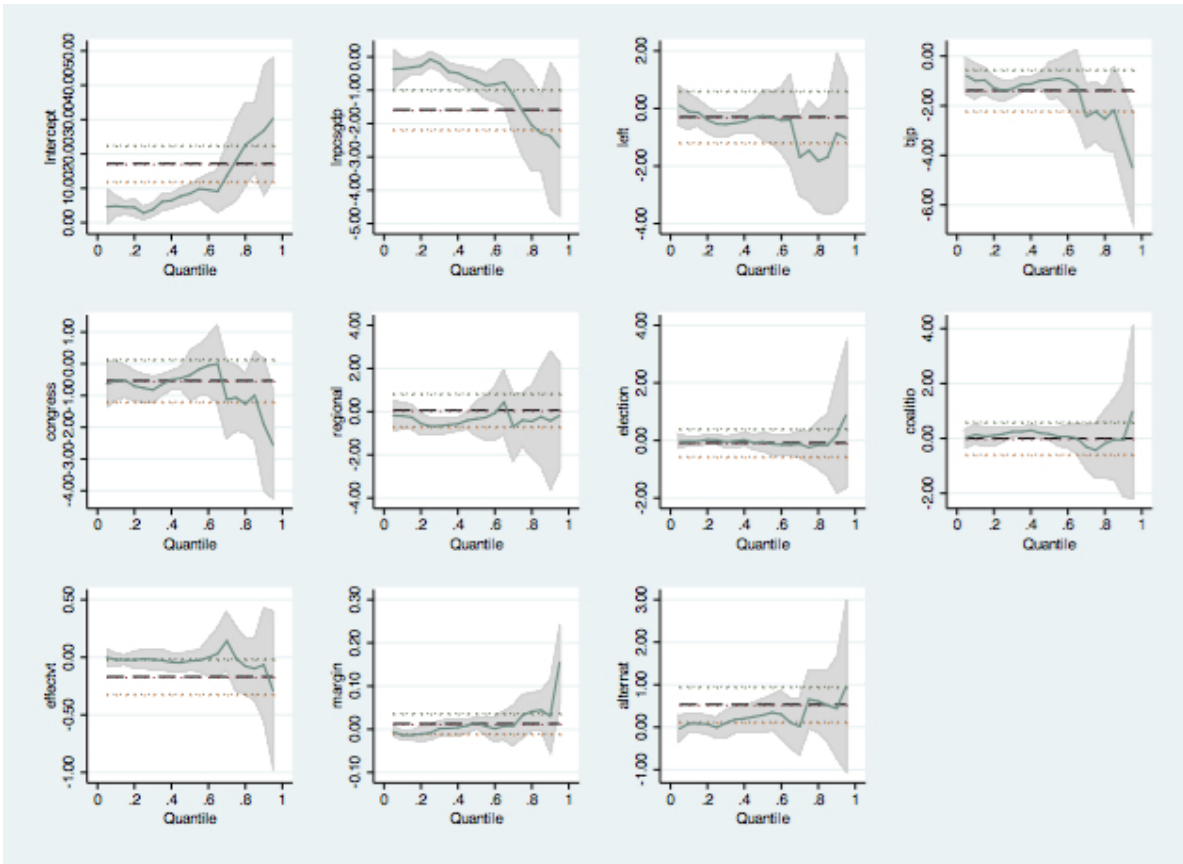 Intercept
0.00 10.0020.0030.0040.0050.00
0 .2 .4 .6 .8 1
Quantile
lnpcsgdp
-5.00-4.00-3.00-2.00-1.00 0.00
0 .2 .4 .6 .8 1
Quantile
left
-4.00 -2.00 0.00 2.00
0 .2 .4 .6 .8 1
Quantile
bjp
-6.00 -4.00 -2.00 0.00
0 .2 .4 .6 .8 1
Quantile
congress
-4.00-3.00-2.00-1.00 0.00 1.00
0 .2 .4 .6 .8 1
Quantile
regional
-4.00 -2.00 0.00 2.00 4.00
0 .2 .4 .6 .8 1
Quantile
election
-2.00 0.00 2.00 4.00
0 .2 .4 .6 .8 1
Quantile
coalitio
-2.00 0.00 2.00 4.00
0 .2 .4 .6 .8 1
Quantile
effectvt
-1.00 -0.50 0.00 0.50
0 .2 .4 .6 .8 1
Quantile
margin
-0.10 0.00 0.10 0.20 0.30
0 .2 .4 .6 .8 1
Quantile
alternat
-1.00 0.00 1.00 2.00 3.00
0 .2 .4 .6 .8 1
Quantile